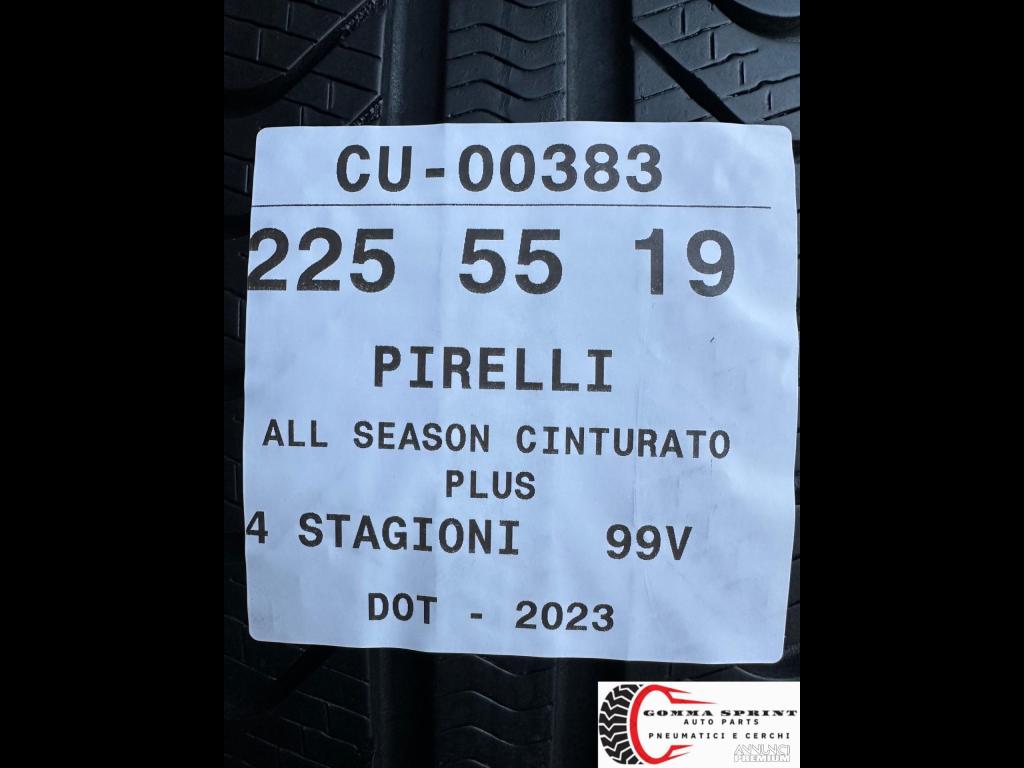 CU-00383
225 55 19
PIRELLI
ALL SEASON CINTURATO
PLUS
4 STAGIONI 99V
DOT - 2023
GOMMA SPRINT
AUTO PARTS
PNEUMATICI E CERCHI
ANNUNCI
PREMIUM